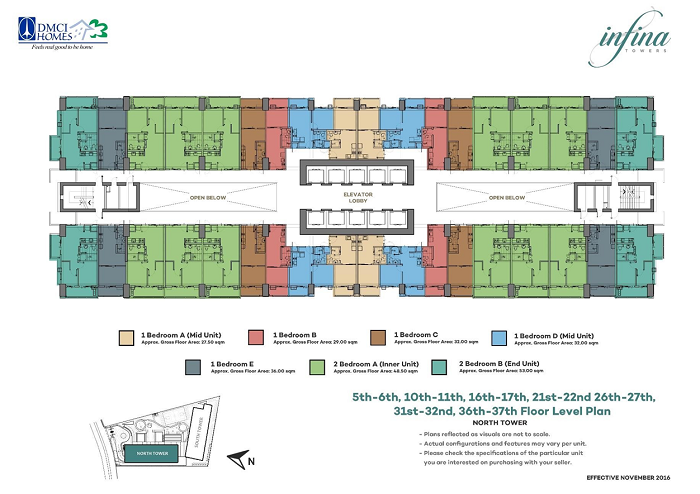 DMCI
HOMES
Feels real good to be home
infina
TOWERS
OPEN BELOW
ELEVATOR
LOBBY
OPEN BELOW
1 Bedroom A (Mid Unit)
Approx. Gross Floor Area: 27.50 sqm
1 Bedroom B
Approx. Gross Floor Area: 29.00 sqm
1 Bedroom C
Approx. Gross Floor Area: 33.00 sqm
1 Bedroom D (Mid Unit)
Approx. Gross Floor Area: 32.00 sqm
1 Bedroom E
Approx. Gross Floor Area: 36.00 sqm
2 Bedroom A (Inner Unit)
Approx. Gross Floor Area: 48.50 sqm
2 Bedroom B (End Unit)
Approx. Gross Floor Area: 53.00 sqm
5th-6th, 10th-11th, 16th-17th, 21st-22nd 26th-27th,
31st-32nd, 36th-37th Floor Level Plan
NORTH TOWER
- Plans reflected as visuals are not to scale.
- Actual configurations and features may vary per unit.
- Please check the specifications of the particular unit
you are interested on purchasing with your seller.
SOUTH TOWER
NORTH TOWER
N
EFFECTIVE NOVEMBER 2016